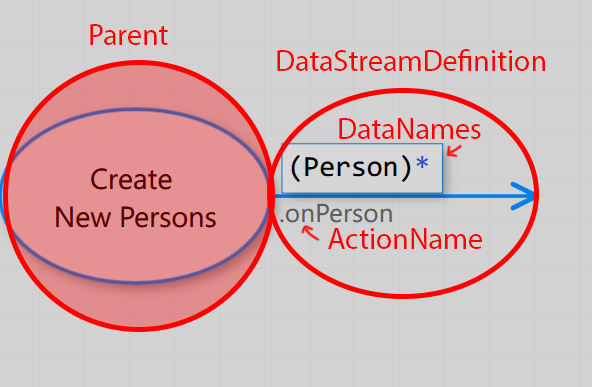 Parent
DataStreamDefinition
DataNames
(Person)*
Create
New Persons
.onPerson
ActionName